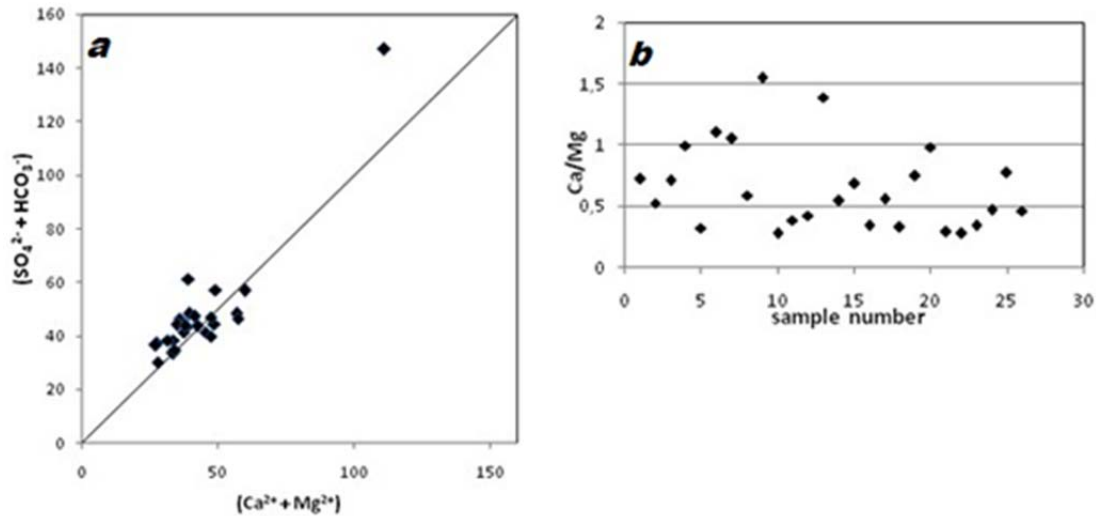 a
160
140
120
100
80
60
40
20
0
(SO₄²⁻ + HCO₃⁻)
0 50 100 150
(Ca²⁺ + Mg²⁺)
b
2
1,5
1
0,5
0
Ca/Mg
0 5 10 15 20 25 30
sample number